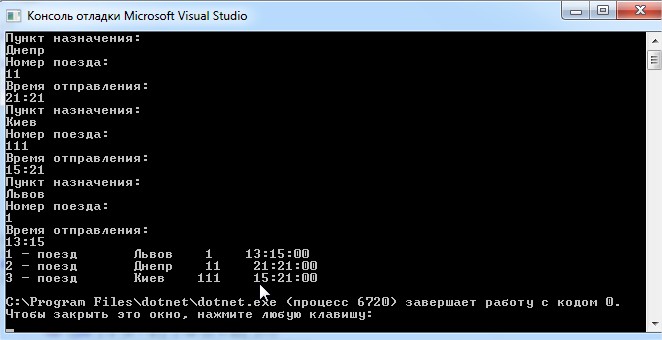 Консоль отладки Microsoft Visual Studio
Пункт назначения:
Днепр
Номер поезда:
11
Время отправления:
21:21
Пункт назначения:
Киев
Номер поезда:
111
Время отправления:
15:21
Пункт назначения:
Львов
Номер поезда:
1
Время отправления:
13:15
1 - поезд Львов 1 13:15:00
2 - поезд Днепр 11 21:21:00
3 - поезд Киев 111 15:21:00
C:\Program Files\dotnet\dotnet.exe (процесс 6720) завершает работу с кодом 0.
Чтобы закрыть это окно, нажмите любую клавишу: